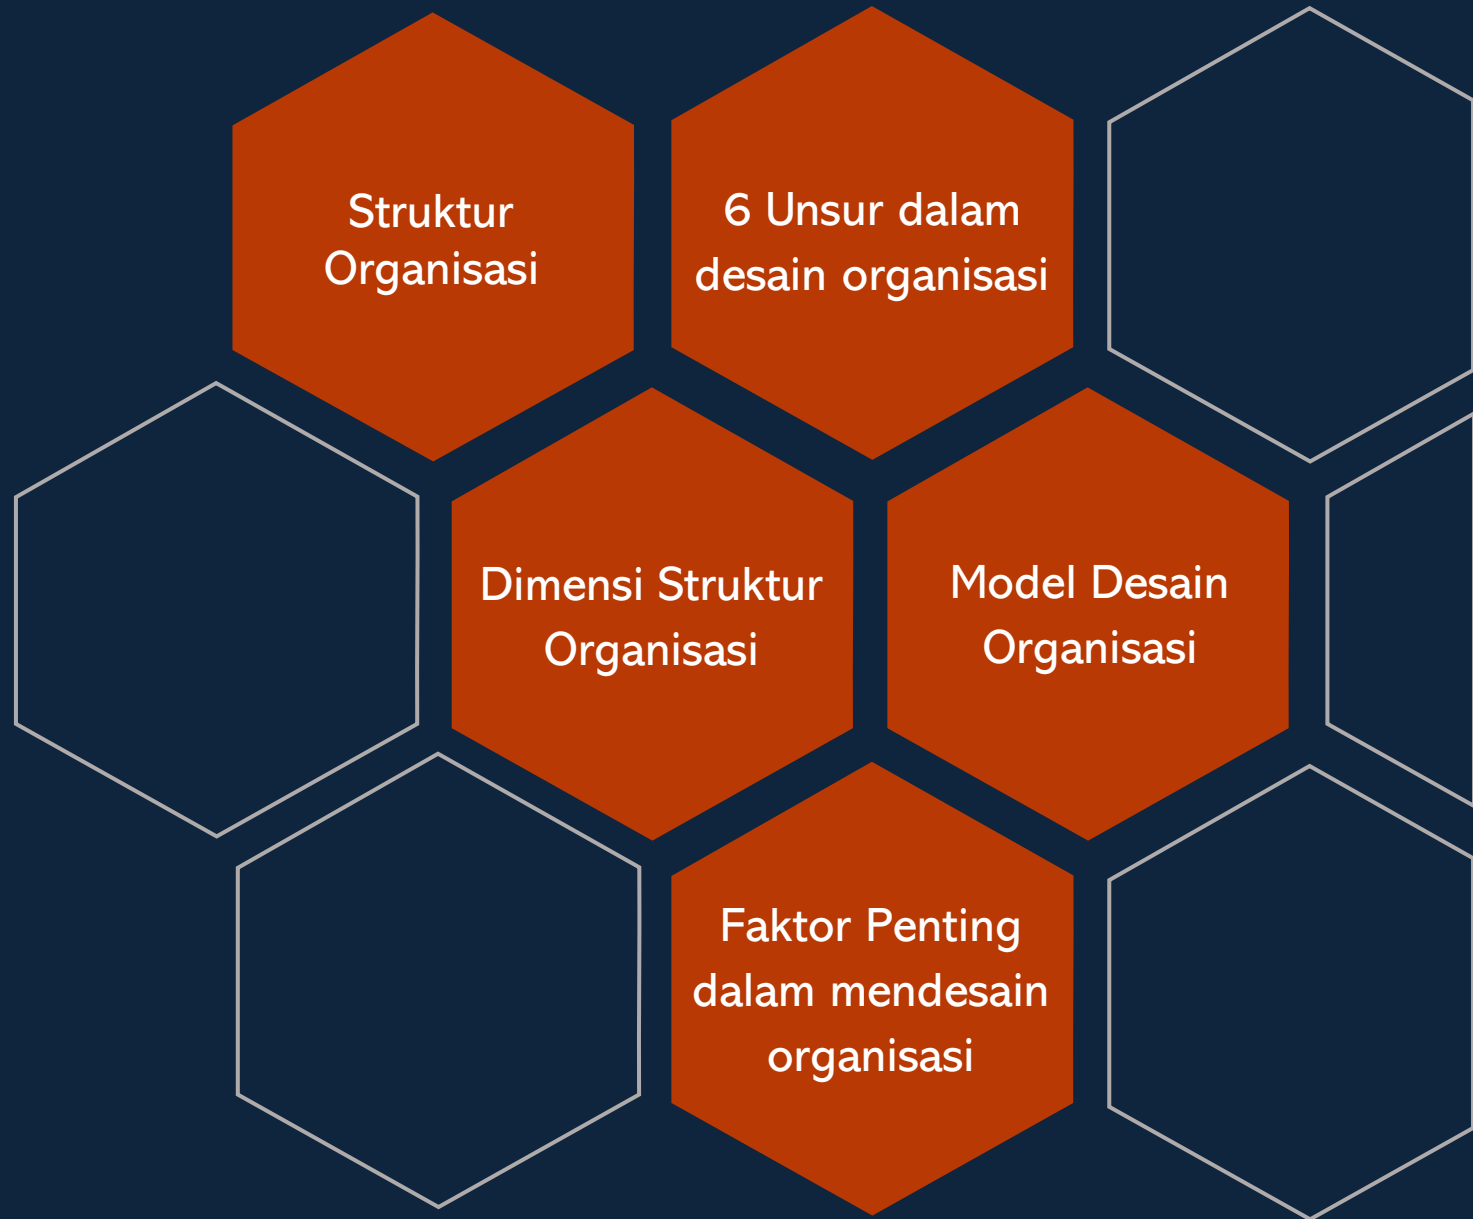 Struktur
Organisasi
6 Unsur dalam
desain organisasi
Dimensi Struktur
Organisasi
Model Desain
Organisasi
Faktor Penting
dalam mendesain
organisasi